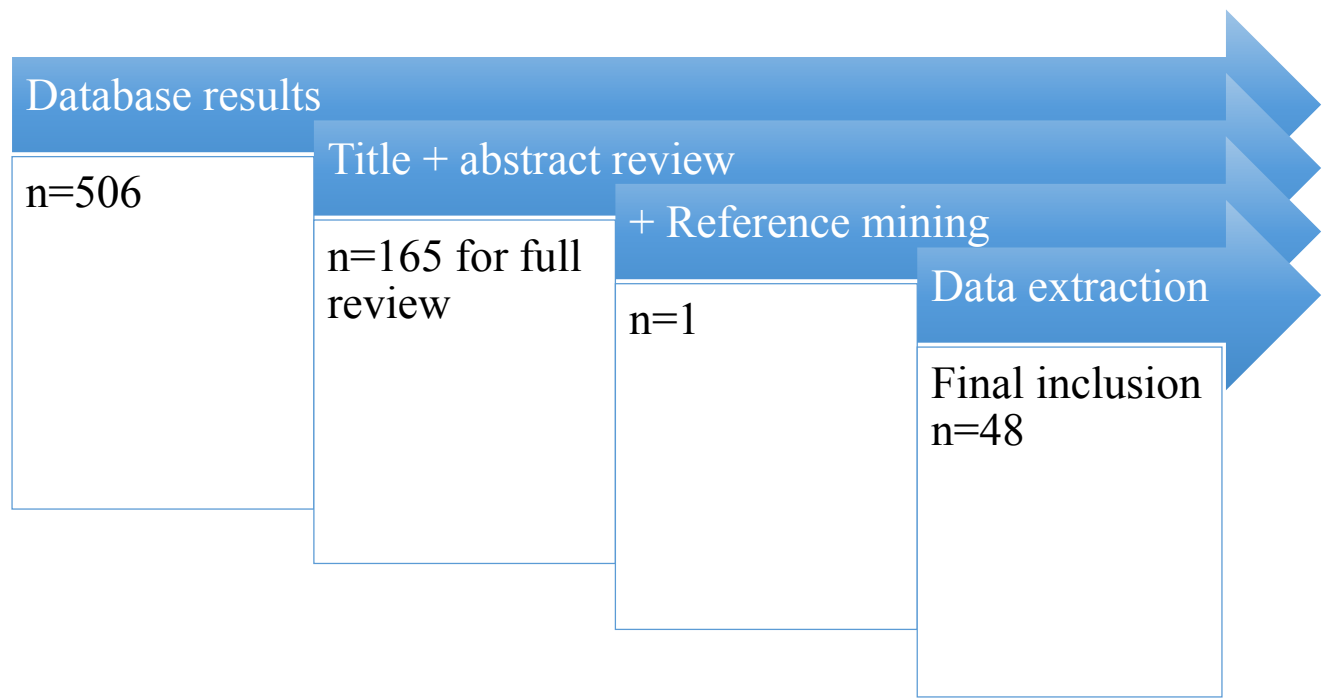 Database results
n=506
Title + abstract review
n=165 for full
review
+ Reference mining
n=1
Data extraction
Final inclusion
n=48